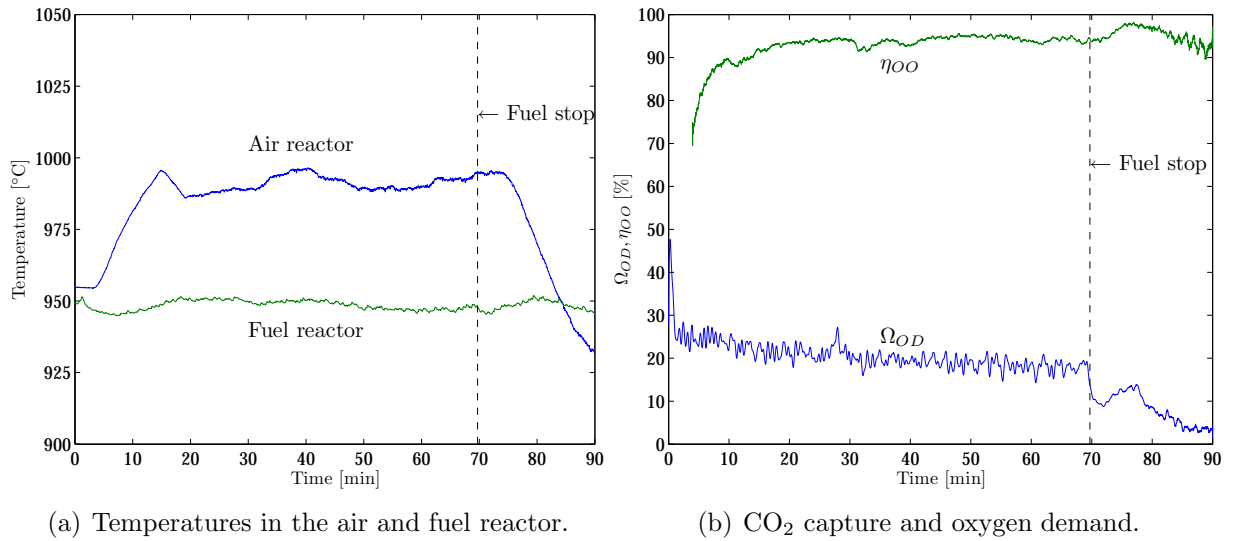 1050
1025
1000
975
950
925
900
Temperature [°C]
Air reactor
Fuel reactor
← Fuel stop
0 10 20 30 40 50 60 70 80 90
Time [min]
(a) Temperatures in the air and fuel reactor.
100
90
80
70
60
50
40
30
20
10
0
Ω_OD, η_OO [%]
η_OO
Ω_OD
← Fuel stop
0 10 20 30 40 50 60 70 80 90
Time [min]
(b) CO₂ capture and oxygen demand.